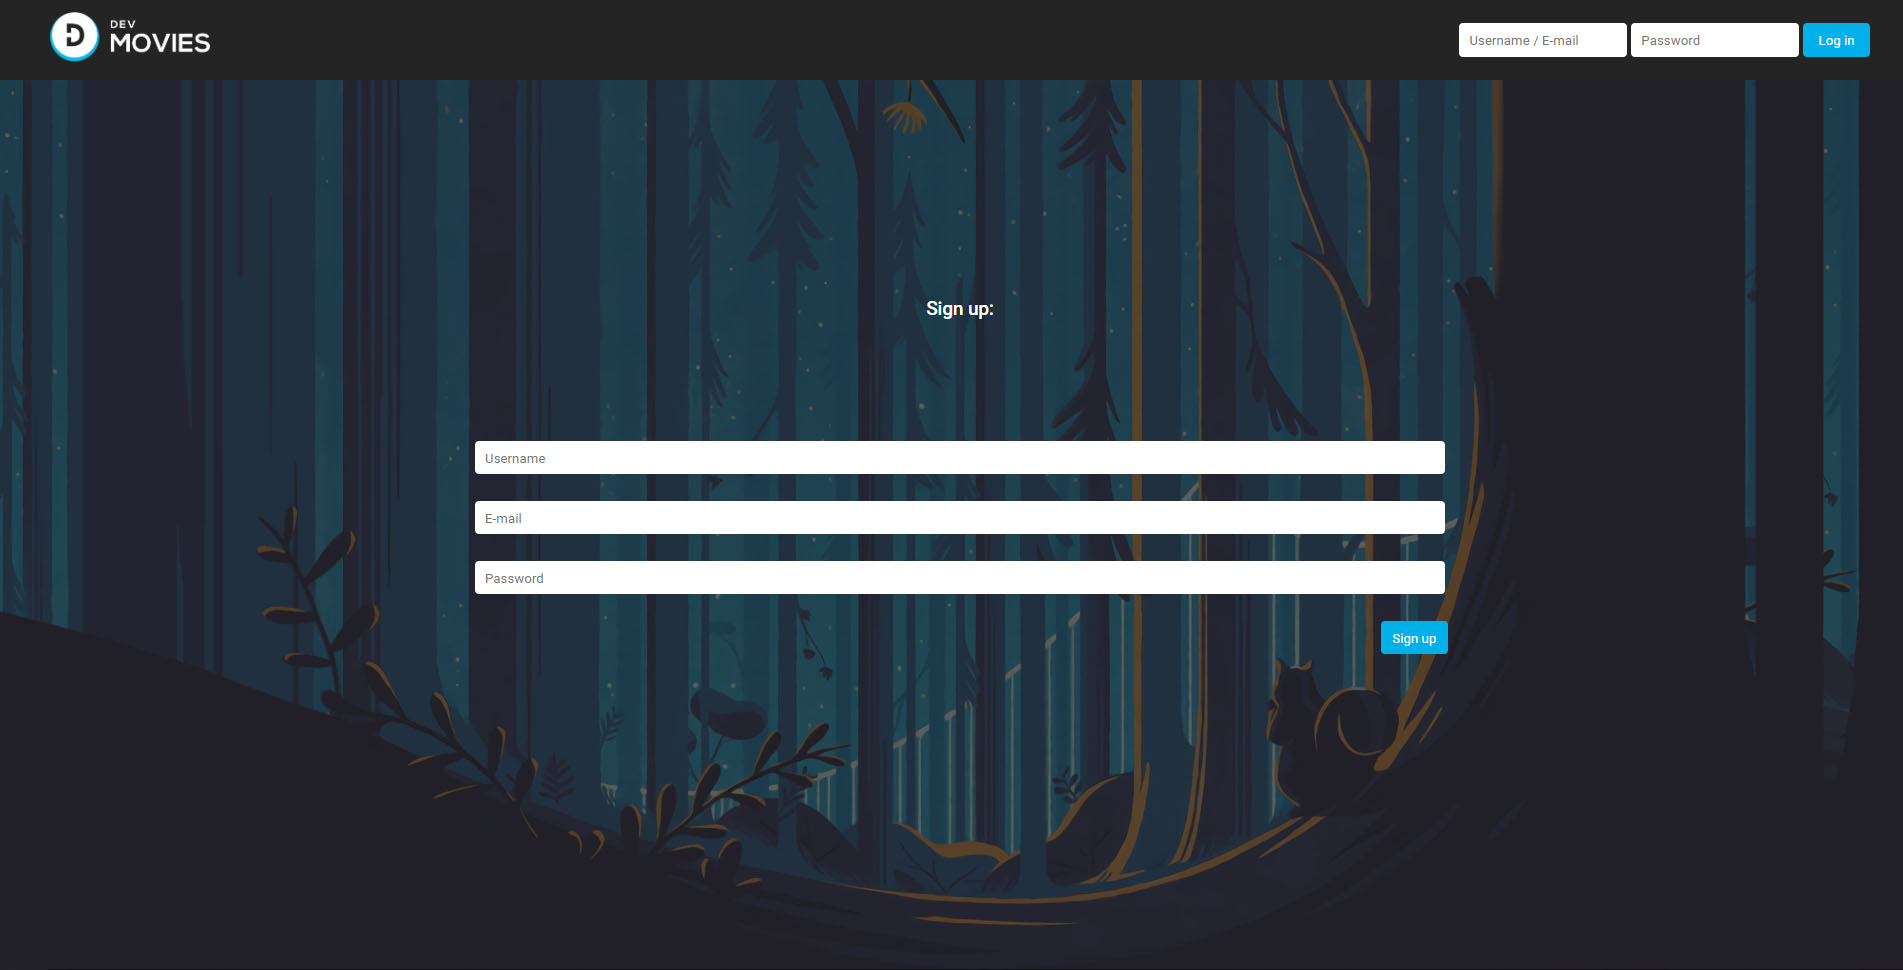 DEV
MOVIES
Username / E-mail Password Log in
Sign up:
Username
E-mail
Password
Sign up